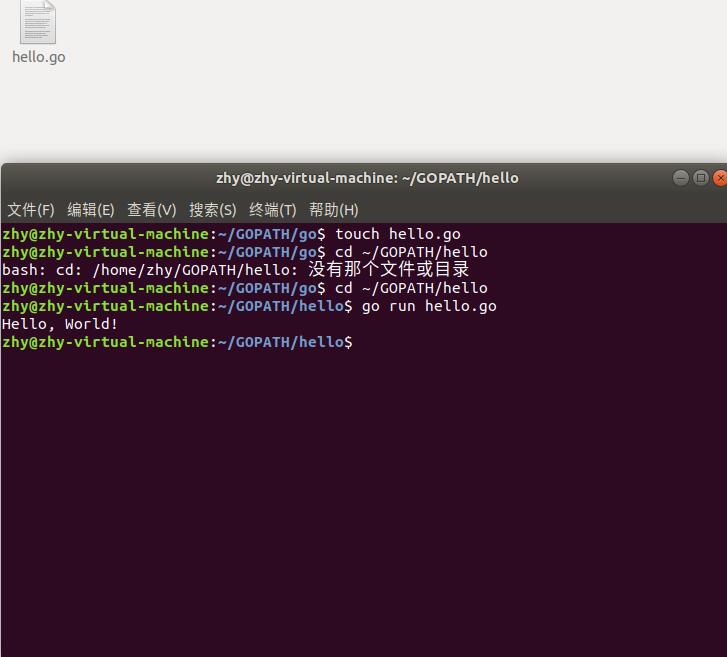 hello.go
zhy@zhy-virtual-machine: ~/GOPATH/hello
文件(F) 编辑(E) 查看(V) 搜索(S) 终端(T) 帮助(H)
zhy@zhy-virtual-machine:~/GOPATH/go$ touch hello.go
zhy@zhy-virtual-machine:~/GOPATH/go$ cd ~/GOPATH/hello
bash: cd: /home/zhy/GOPATH/hello: 没有那个文件或目录
zhy@zhy-virtual-machine:~/GOPATH/go$ cd ~/GOPATH/hello
zhy@zhy-virtual-machine:~/GOPATH/hello$ go run hello.go
Hello, World!
zhy@zhy-virtual-machine:~/GOPATH/hello$